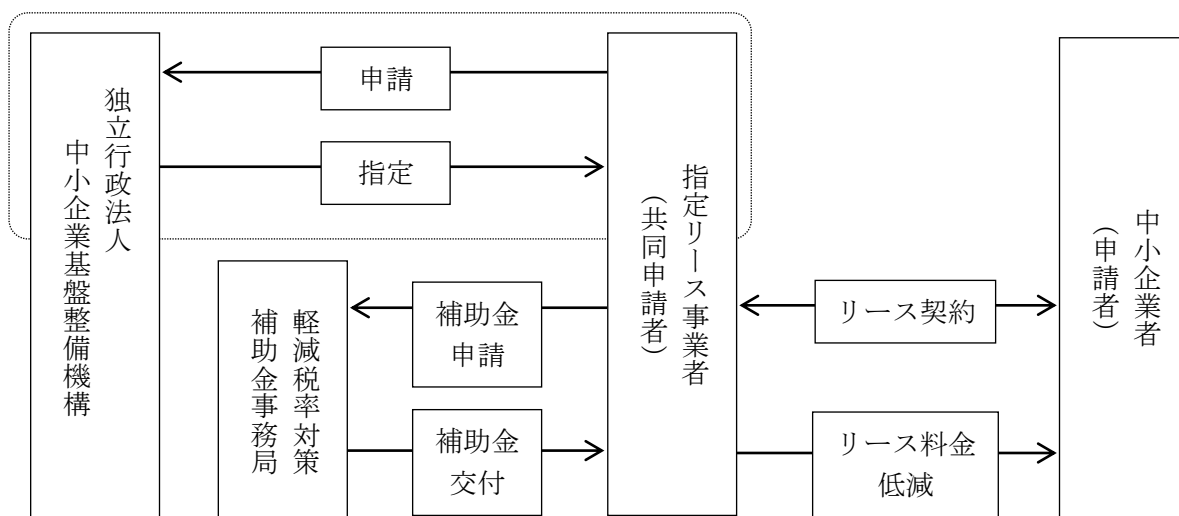 独立行政法人
中小企業基盤整備機構
申請
指定
指定リース事業者
(共同申請者)
中小企業者
(申請者)
軽減税率対策
補助金事務局
補助金
申請
補助金
交付
リース契約
リース料金
低減